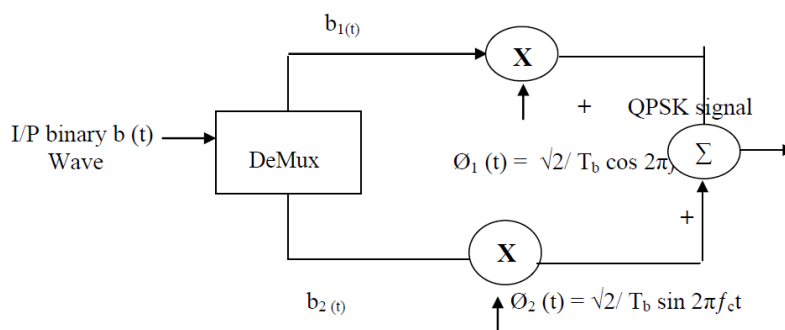 b1(t)
X
+
QPSK signal
I/P binary b (t)
Wave
DeMux
Ø1 (t) = √2/ Tb cos 2π
Σ
+
X
b2 (t)
Ø2 (t) = √2/ Tb sin 2πfct